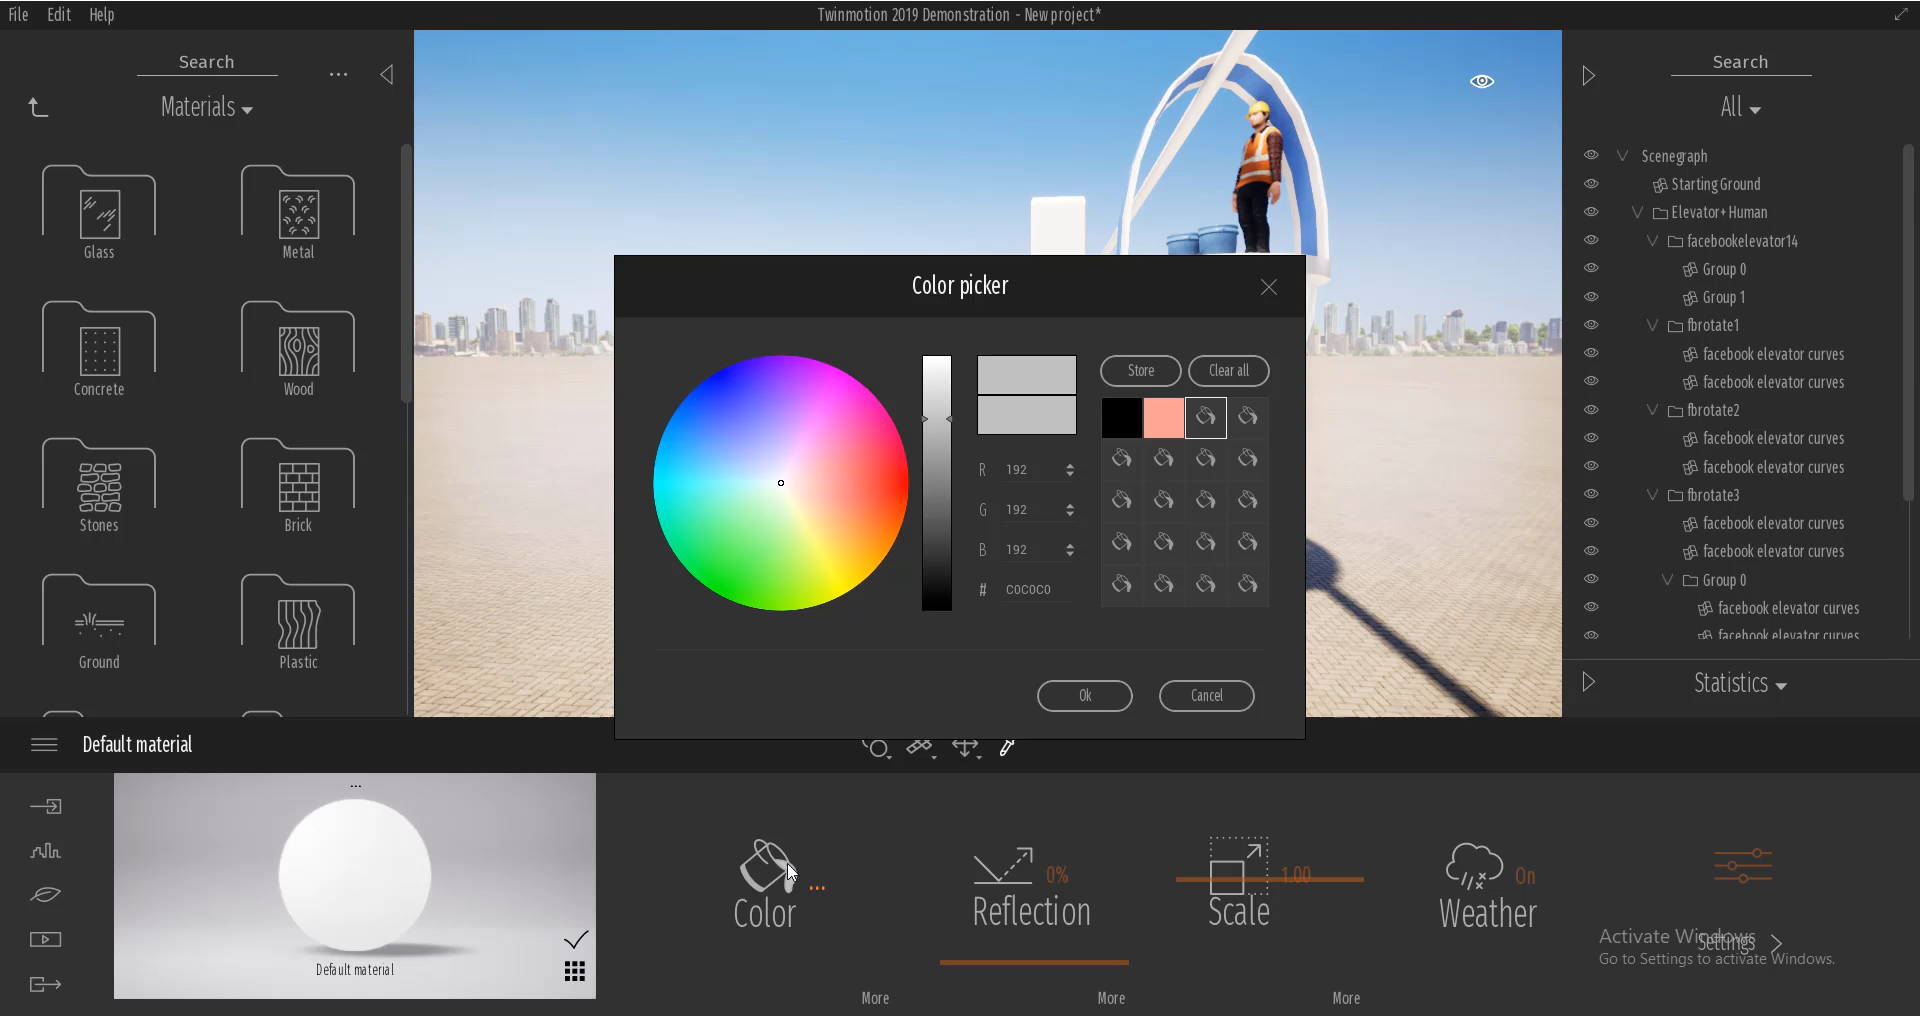 File Edit Help
Twinmotion 2019 Demonstration - New project*
Search
Materials
Glass
Metal
Concrete
Wood
Stones
Brick
Ground
Plastic
Color picker
Store
Clear all
R 192
G 192
B 192
# C0C0C0
Ok
Cancel
Search
All
Scenegraph
Starting Ground
Elevator+ Human
facebookelevator14
Group 0
Group 1
fbrotate1
facebook elevator curves
facebook elevator curves
fbrotate2
facebook elevator curves
facebook elevator curves
fbrotate3
facebook elevator curves
facebook elevator curves
Group 0
facebook elevator curves
facebook elevator curves
Statistics
Default material
...
Default material
Color
...
More
Reflection
0%
More
Scale
1.00
More
Weather
On
Settings
Activate Windows
Go to Settings to activate Windows.